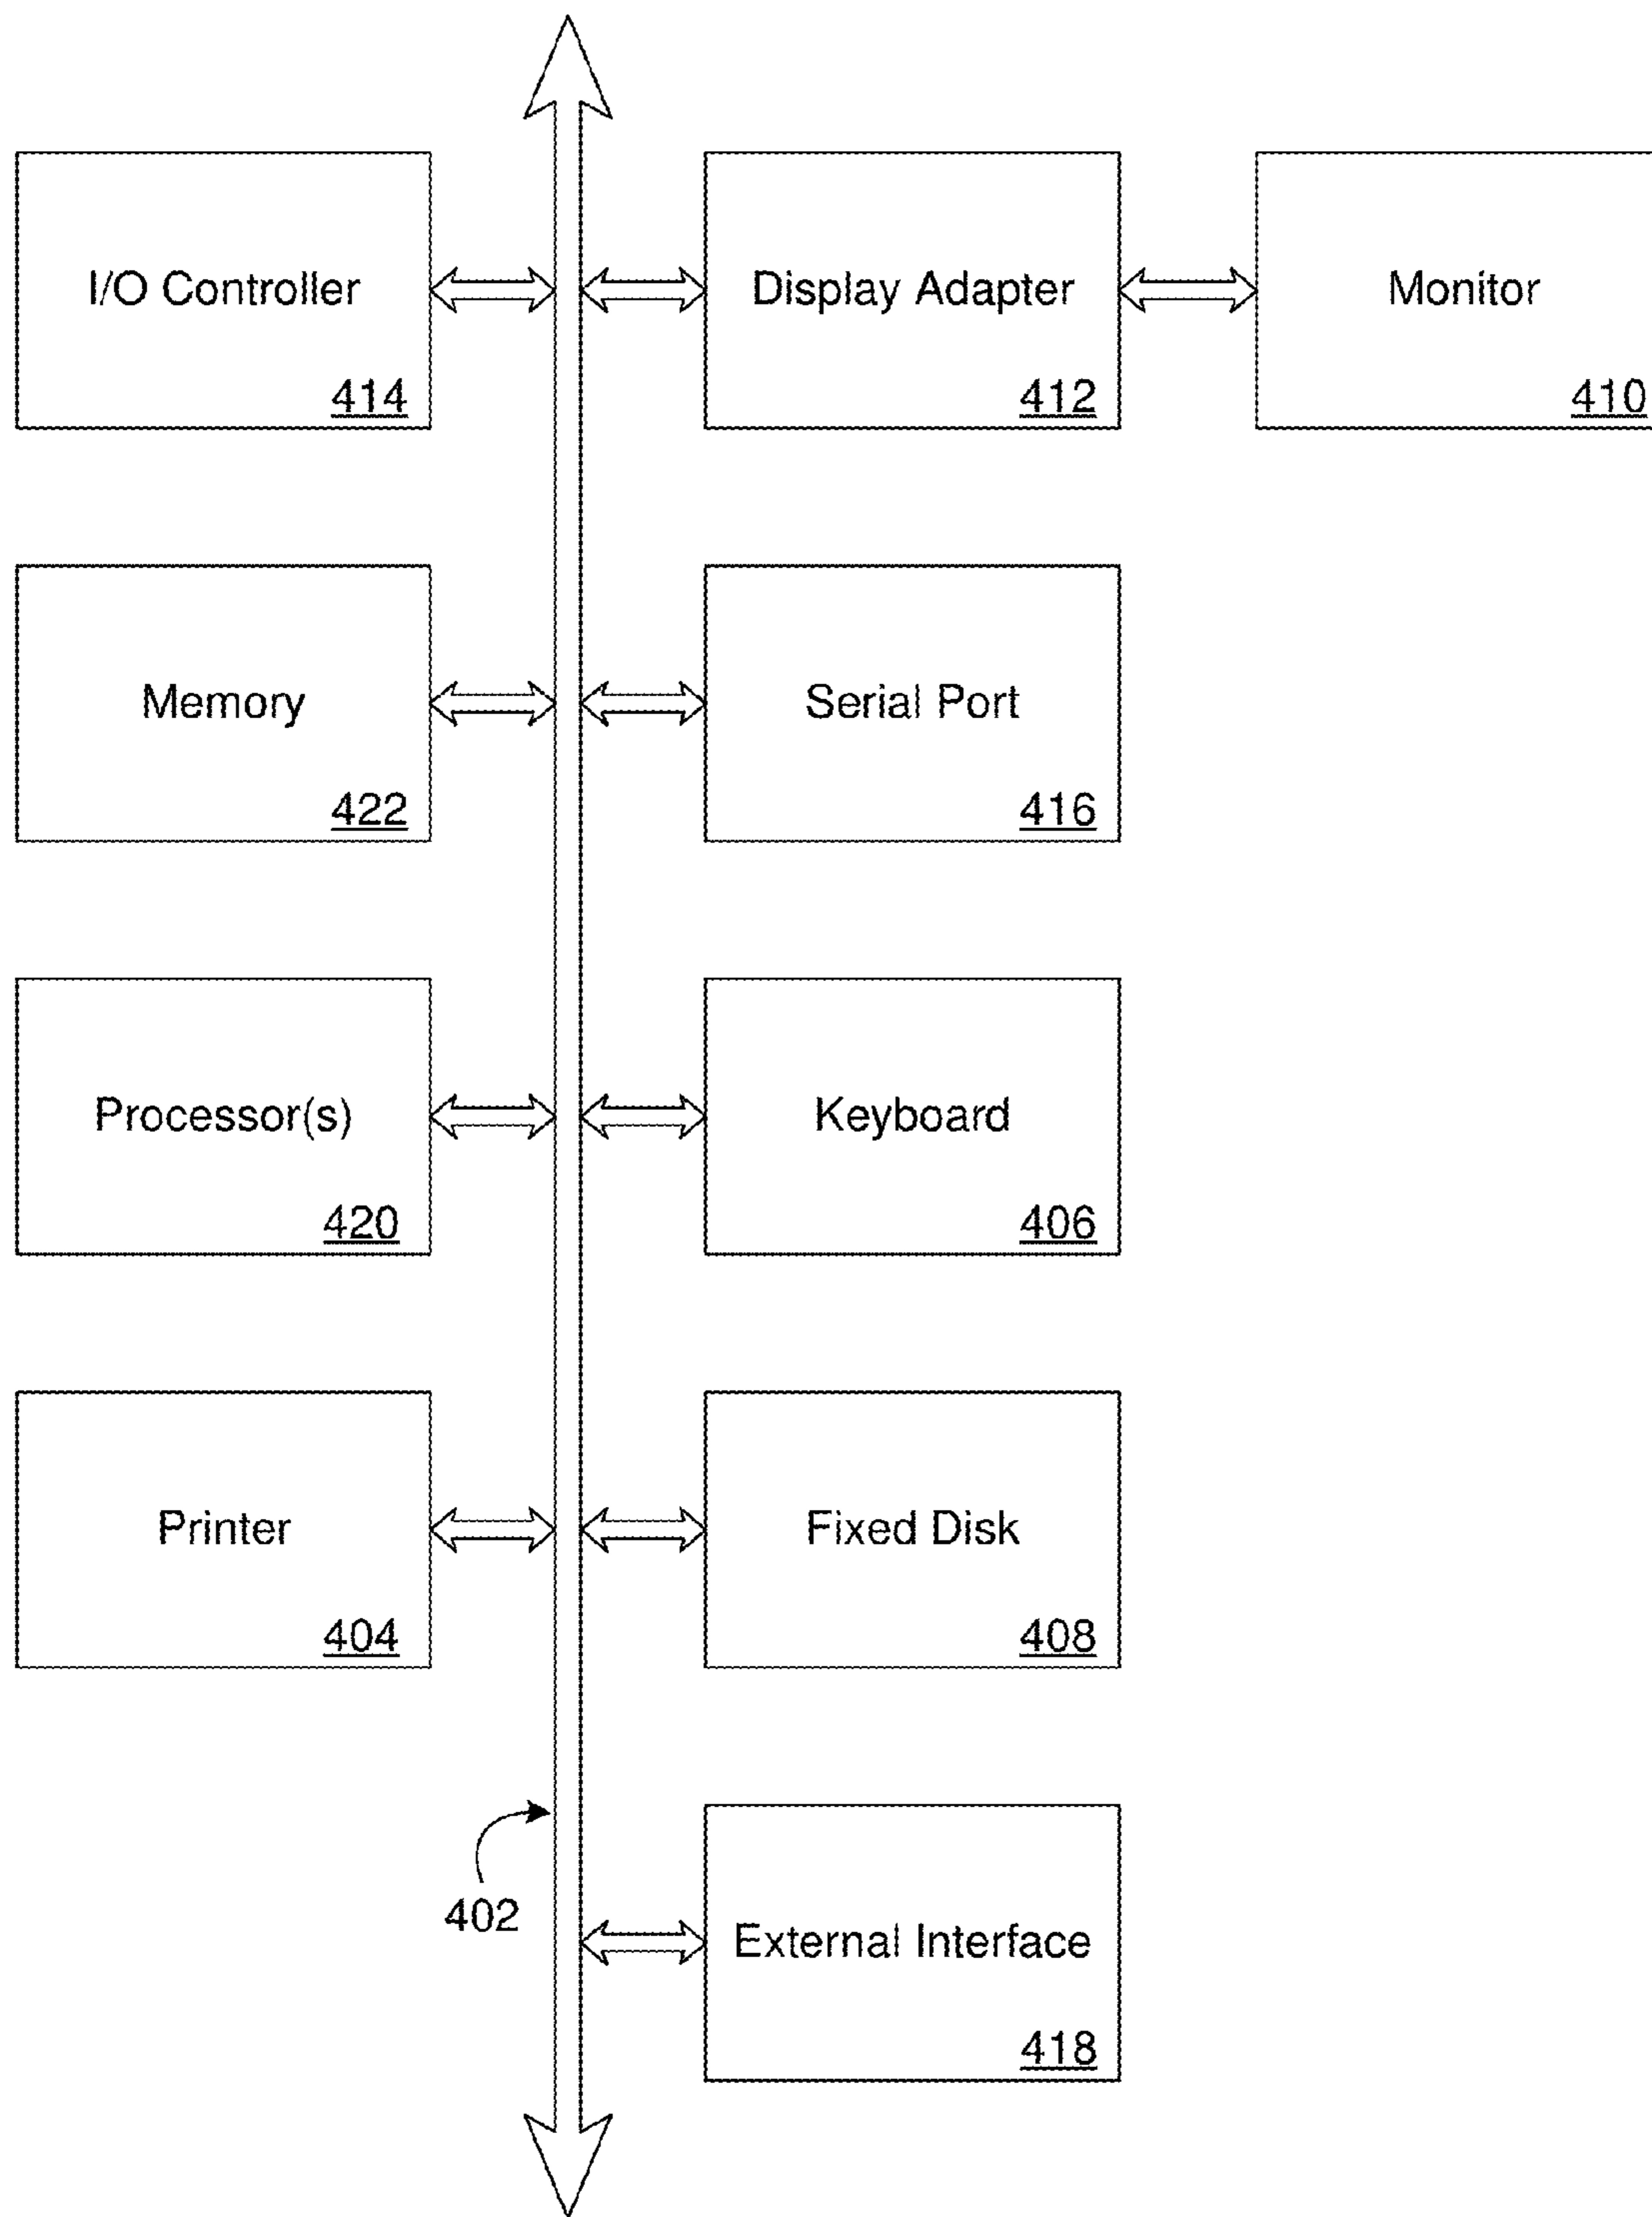 I/O Controller
414
Display Adapter
412
Monitor
410
Memory
422
Serial Port
416
Processor(s)
420
Keyboard
406
Printer
404
Fixed Disk
408
402
External Interface
418